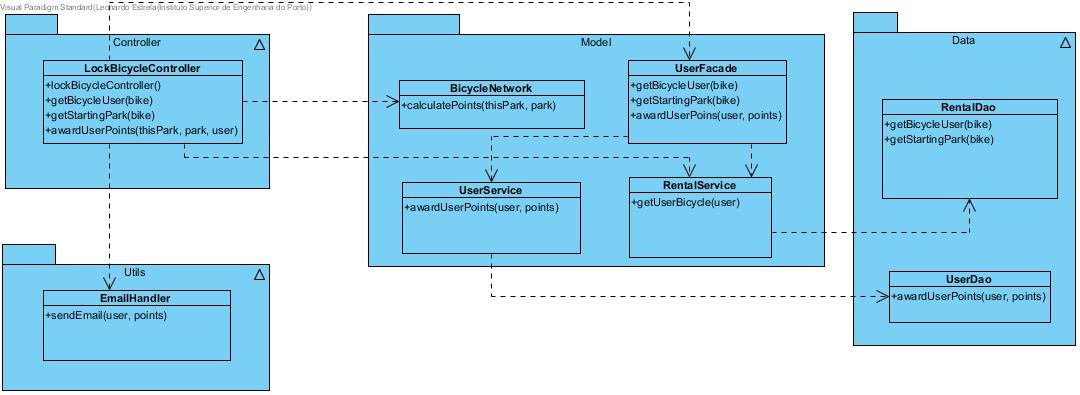 Visual Paradigm Standard(Leonardo Estrela(Instituto Superior de Engenharia do Porto))
Controller
LockBicycleController
+lockBicycleController()
+getBicycleUser(bike)
+getStartingPark(bike)
+awardUserPoints(thisPark, park, user)
Utils
EmailHandler
+sendEmail(user, points)
Model
BicycleNetwork
+calculatePoints(thisPark, park)
UserFacade
+getBicycleUser(bike)
+getStartingPark(bike)
+awardUserPoins(user, points)
UserService
+awardUserPoints(user, points)
RentalService
+getUserBicycle(user)
Data
RentalDao
+getBicycleUser(bike)
+getStartingPark(bike)
UserDao
+awardUserPoints(user, points)